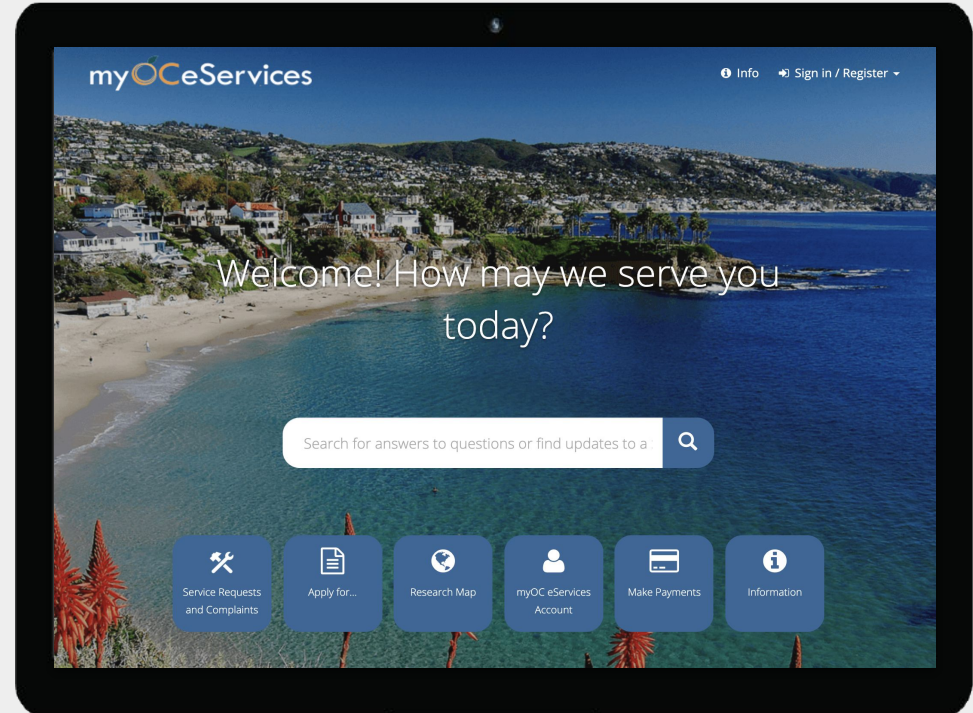 myOCeServices
Info
Sign in / Register
Welcome! How may we serve you
today?
Search for answers to questions or find updates to a
Service Requests
and Complaints
Apply for...
Research Map
myOC eServices
Account
Make Payments
Information